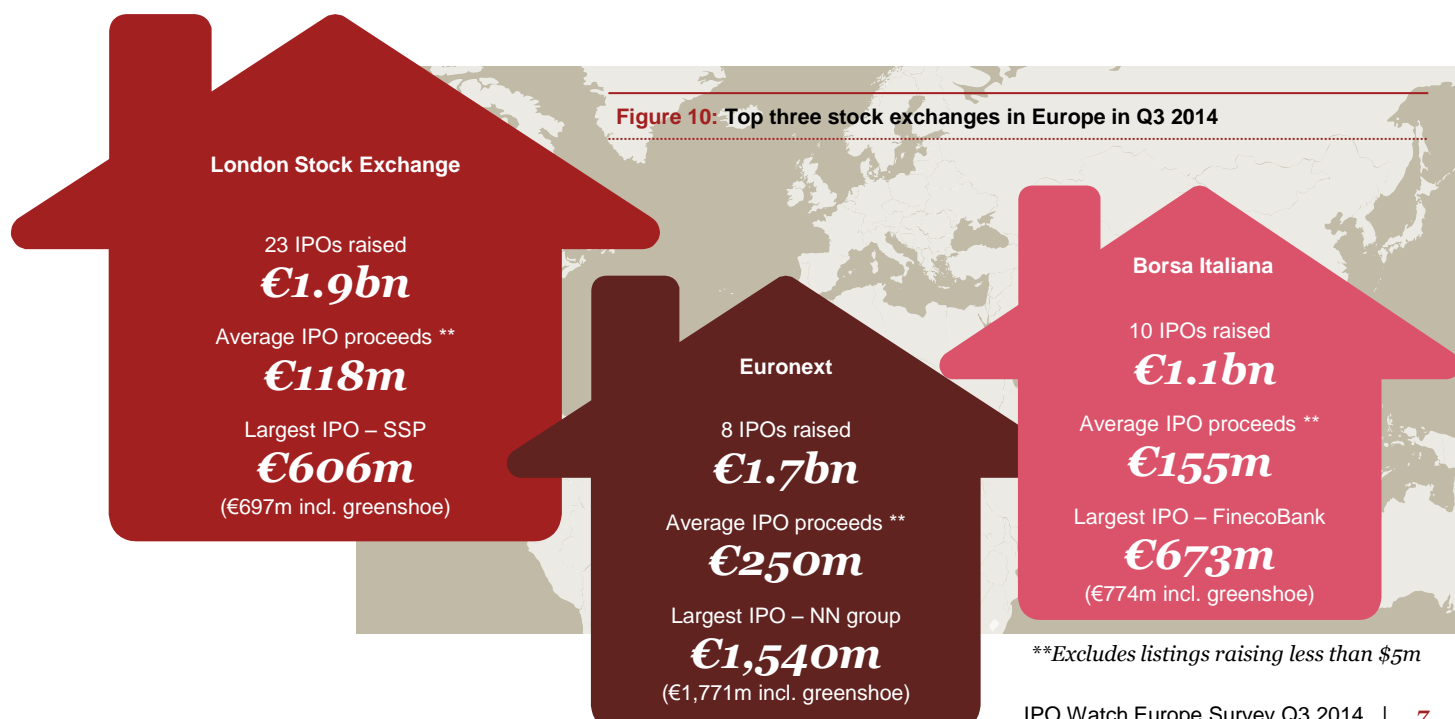 Figure 10: Top three stock exchanges in Europe in Q3 2014
London Stock Exchange
23 IPOs raised
€1.9bn
Average IPO proceeds **
€118m
Largest IPO – SSP
€606m
(€697m incl. greenshoe)
Euronext
8 IPOs raised
€1.7bn
Average IPO proceeds **
€250m
Largest IPO – NN group
€1,540m
(€1,771m incl. greenshoe)
Borsa Italiana
10 IPOs raised
€1.1bn
Average IPO proceeds **
€155m
Largest IPO – FinecoBank
€673m
(€774m incl. greenshoe)
**Excludes listings raising less than $5m
IPO Watch Europe Survey Q3 2014 | 7